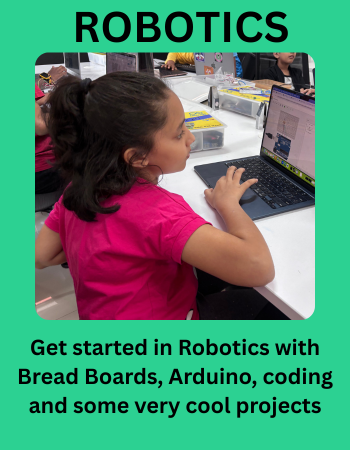 ROBOTICS
Get started in Robotics with
Bread Boards, Arduino, coding
and some very cool projects